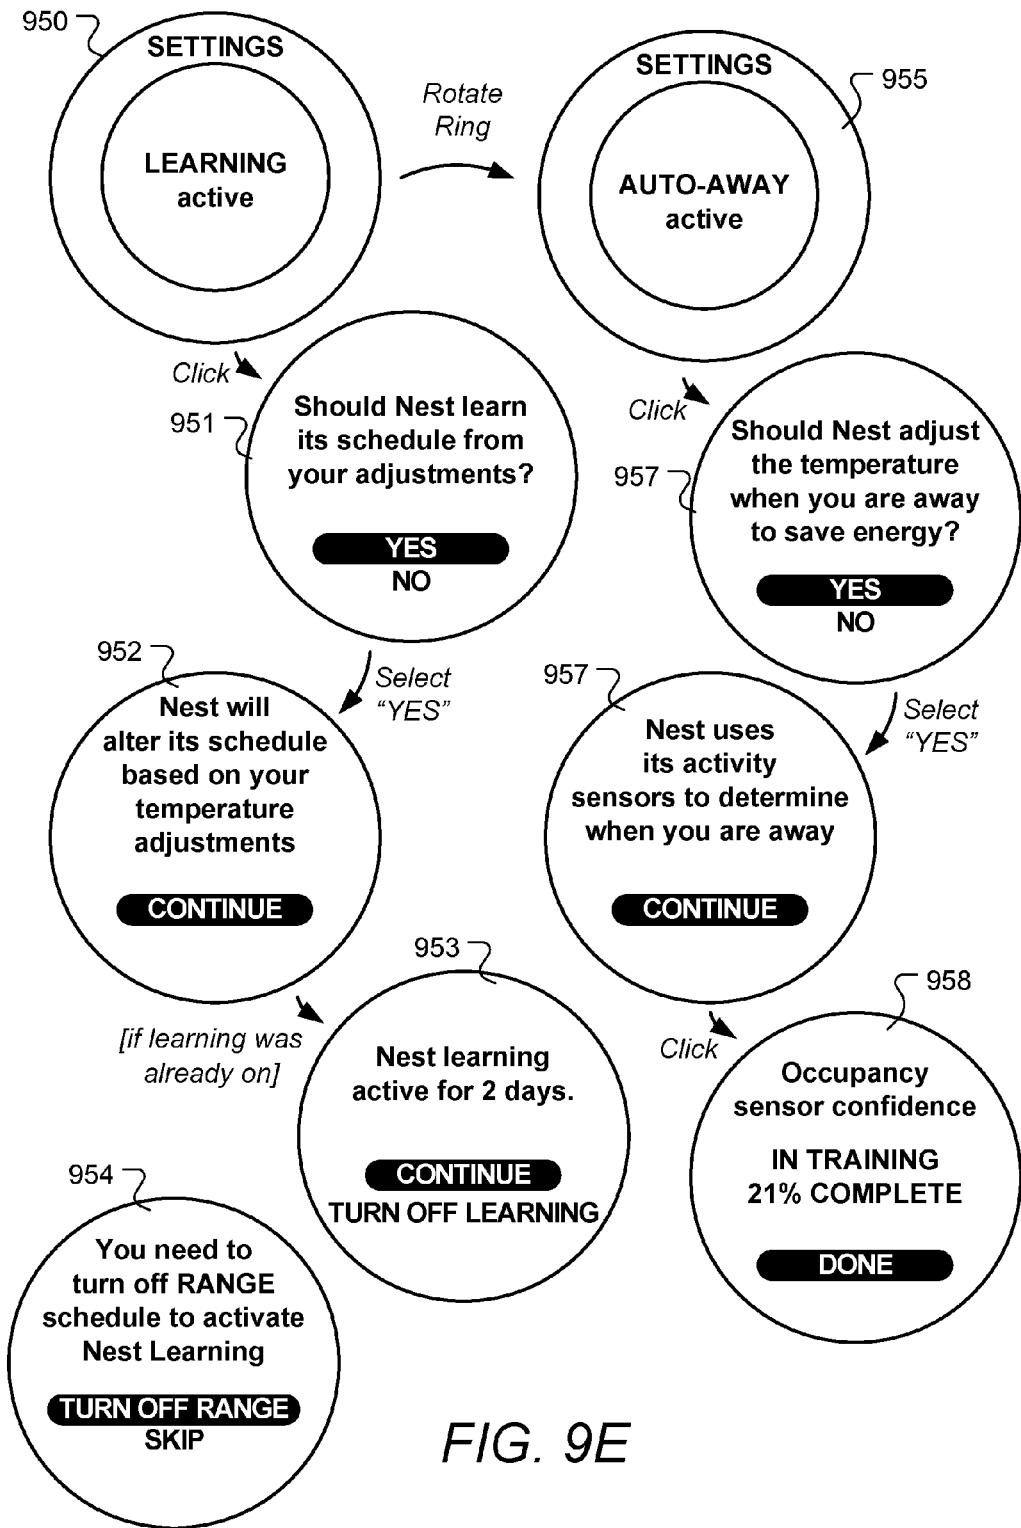 950
SETTINGS
LEARNING
active
Rotate
Ring
SETTINGS
955
AUTO-AWAY
active
Click
951
Should Nest learn
its schedule from
your adjustments?
YES
NO
Click
957
Should Nest adjust
the temperature
when you are away
to save energy?
YES
NO
952
Nest will
alter its schedule
based on your
temperature
adjustments
CONTINUE
Select
“YES”
957
Nest uses
its activity
sensors to determine
when you are away
CONTINUE
Select
“YES”
[if learning was
already on]
953
Nest learning
active for 2 days.
CONTINUE
TURN OFF LEARNING
Click
958
Occupancy
sensor confidence
IN TRAINING
21% COMPLETE
DONE
954
You need to
turn off RANGE
schedule to activate
Nest Learning
TURN OFF RANGE
SKIP
FIG. 9E